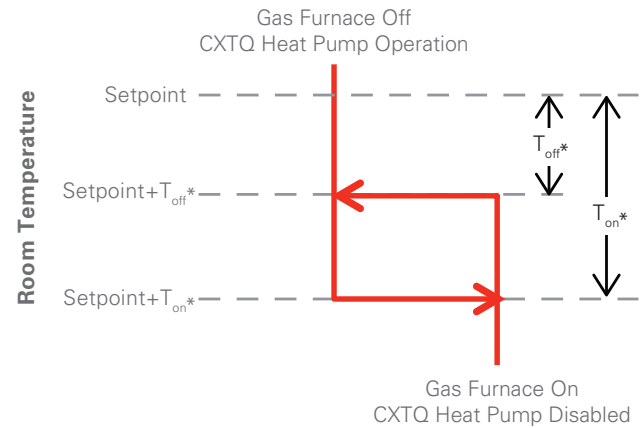 Gas Furnace Off
CXTQ Heat Pump Operation
Room Temperature
Setpoint
Setpoint+Toff*
Setpoint+Ton*
Toff*
Ton*
Gas Furnace On
CXTQ Heat Pump Disabled